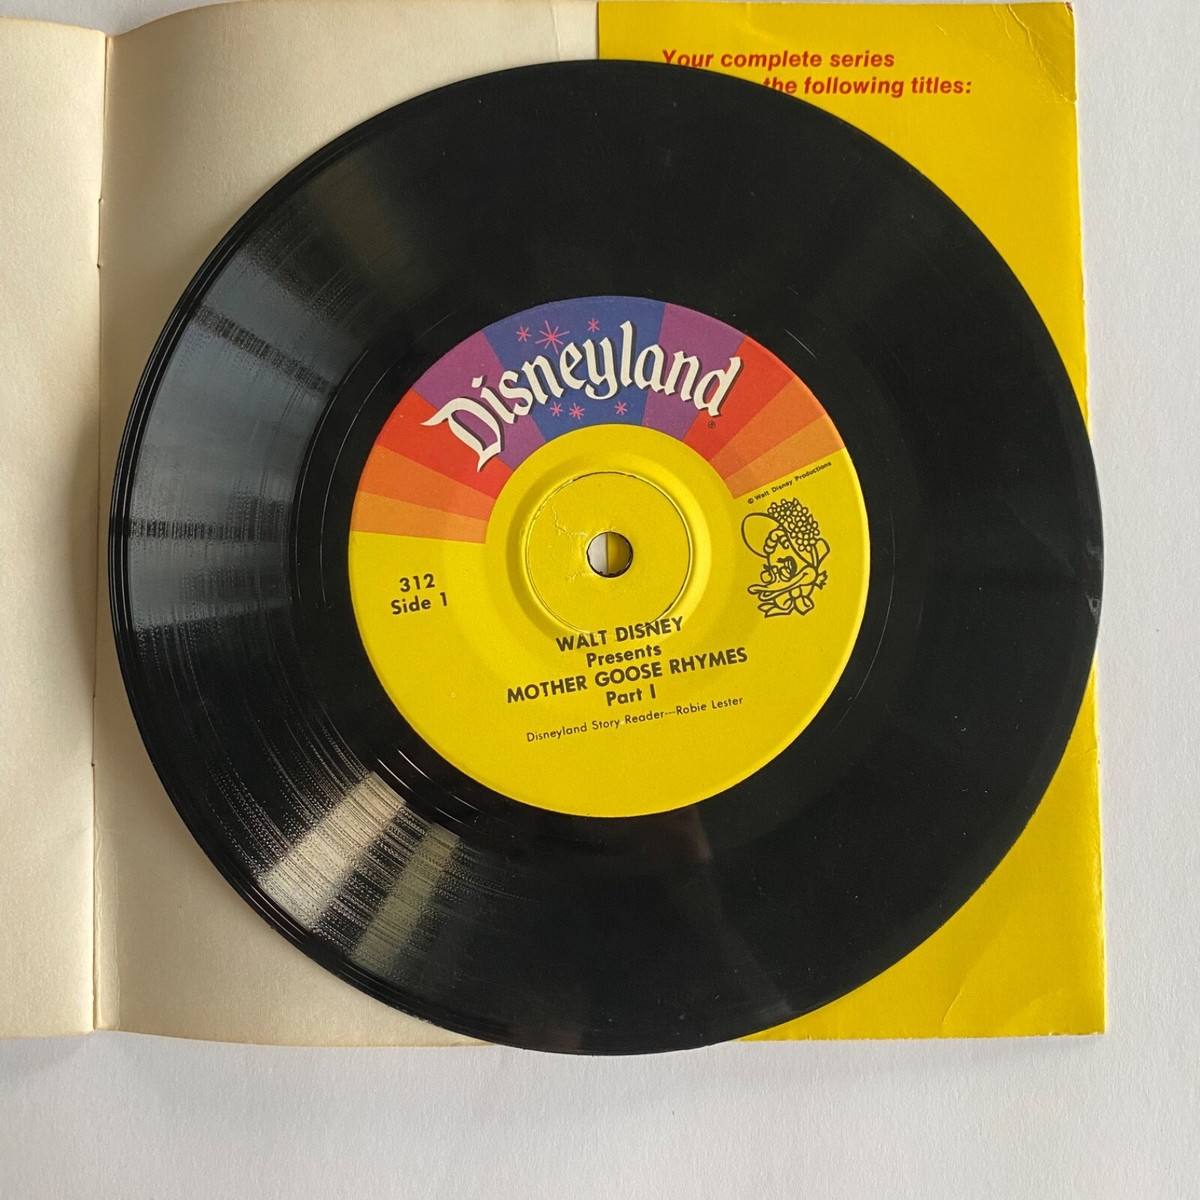 Your complete series
the following titles:
Disneyland
®
© Walt Disney Productions
312
Side 1
WALT DISNEY
Presents
MOTHER GOOSE RHYMES
Part I
Disneyland Story Reader---Robie Lester